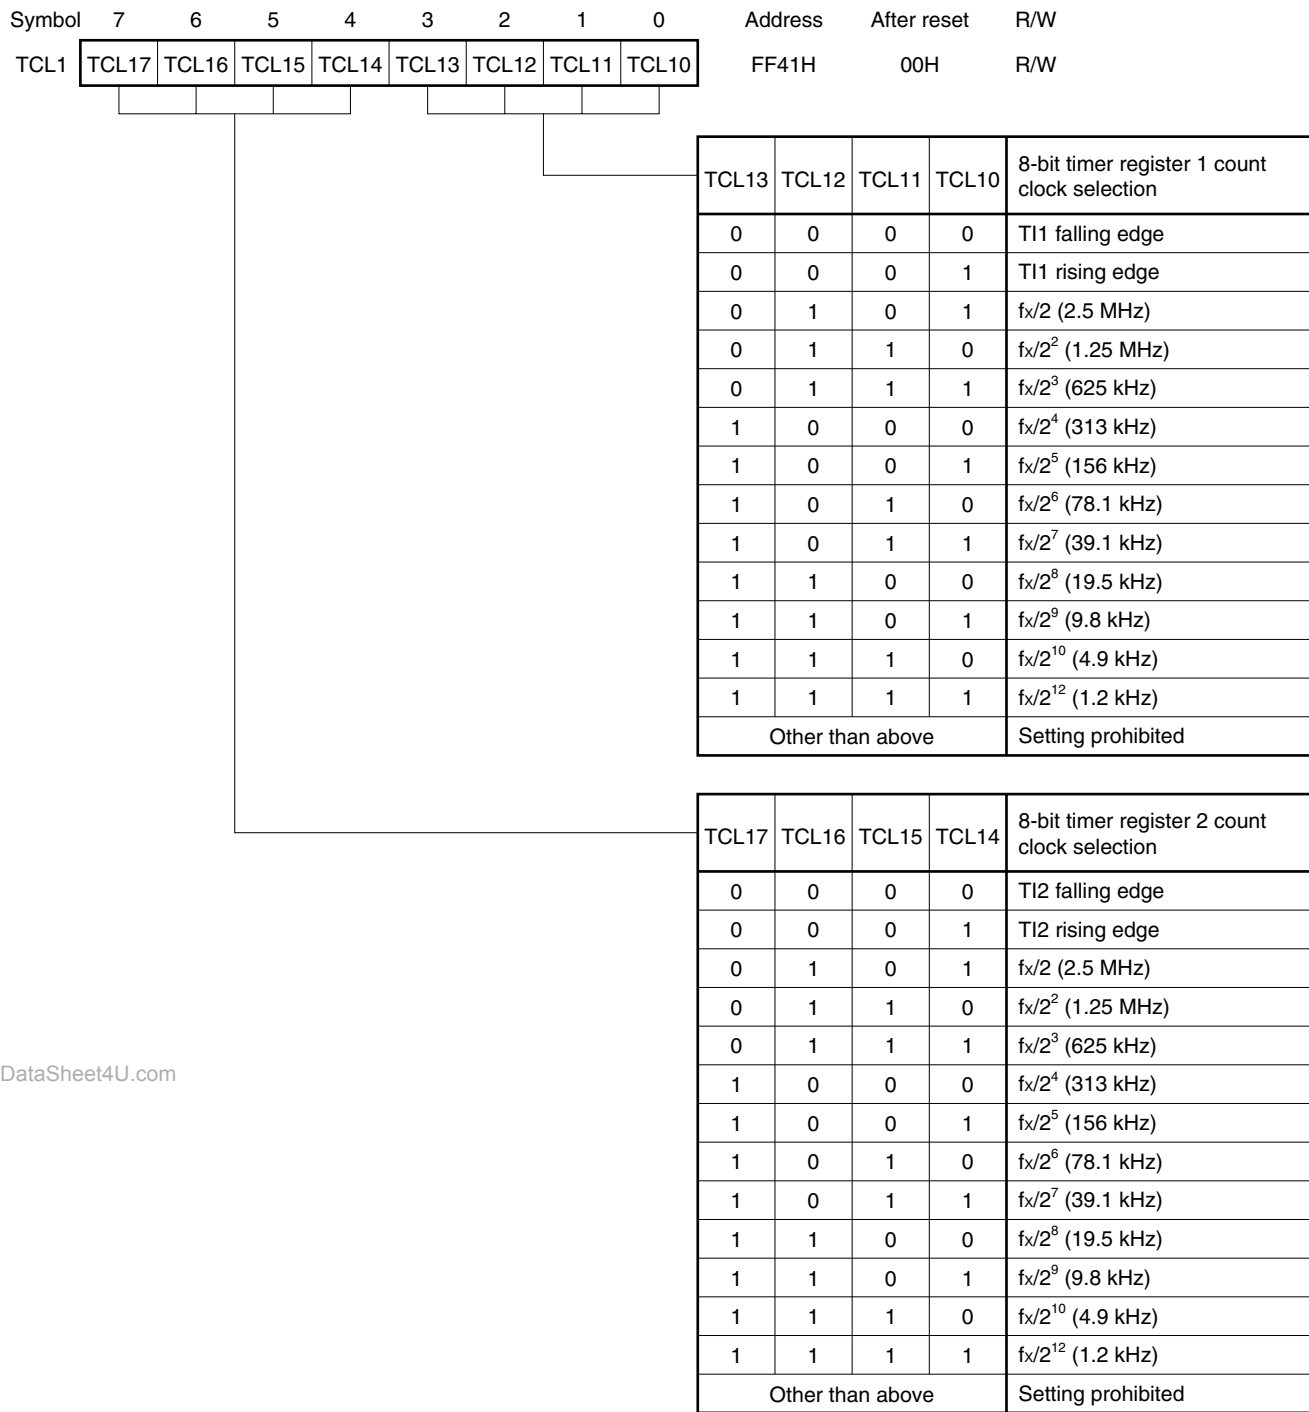 Symbol 7 6 5 4 3 2 1 0 Address After reset R/W
TCL1 TCL17 TCL16 TCL15 TCL14 TCL13 TCL12 TCL11 TCL10 FF41H 00H R/W
TCL13 TCL12 TCL11 TCL10 8-bit timer register 1 count
clock selection
0 0 0 0 TI1 falling edge
0 0 0 1 TI1 rising edge
0 1 0 1 fx/2 (2.5 MHz)
0 1 1 0 fx/2² (1.25 MHz)
0 1 1 1 fx/2³ (625 kHz)
1 0 0 0 fx/2⁴ (313 kHz)
1 0 0 1 fx/2⁵ (156 kHz)
1 0 1 0 fx/2⁶ (78.1 kHz)
1 0 1 1 fx/2⁷ (39.1 kHz)
1 1 0 0 fx/2⁸ (19.5 kHz)
1 1 0 1 fx/2⁹ (9.8 kHz)
1 1 1 0 fx/2¹⁰ (4.9 kHz)
1 1 1 1 fx/2¹² (1.2 kHz)
Other than above Setting prohibited
TCL17 TCL16 TCL15 TCL14 8-bit timer register 2 count
clock selection
0 0 0 0 TI2 falling edge
0 0 0 1 TI2 rising edge
0 1 0 1 fx/2 (2.5 MHz)
0 1 1 0 fx/2² (1.25 MHz)
0 1 1 1 fx/2³ (625 kHz)
DataSheet4U.com
1 0 0 0 fx/2⁴ (313 kHz)
1 0 0 1 fx/2⁵ (156 kHz)
1 0 1 0 fx/2⁶ (78.1 kHz)
1 0 1 1 fx/2⁷ (39.1 kHz)
1 1 0 0 fx/2⁸ (19.5 kHz)
1 1 0 1 fx/2⁹ (9.8 kHz)
1 1 1 0 fx/2¹⁰ (4.9 kHz)
1 1 1 1 fx/2¹² (1.2 kHz)
Other than above Setting prohibited